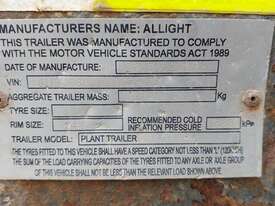 MANUFACTURERS NAME: ALLIGHT
THIS TRAILER WAS MANUFACTURED TO COMPLY
WITH THE MOTOR VEHICLE STANDARDS ACT 1989
DATE OF MANUFACTURE:
VIN:
AGGREGATE TRAILER MASS: Kg
TYRE SIZE:
RIM SIZE: RECOMMENDED COLD
INFLATION PRESSURE kPa
TRAILER MODEL: PLANT TRAILER
THE TYRES FITTED TO THIS VEHICLE SHALL HAVE A SPEED CATEGORY NOT LESS THAN "L" (120K/H)
THE SUM OF THE LOAD CARRYING CAPACITIES OF THE TYRES FITTED TO ANY AXLE OR AXLE GROUP
OF THIS VEHICLE SHALL NOT BE LESS THAN THE RELEVANT LOAD SHOWN ABOVE.